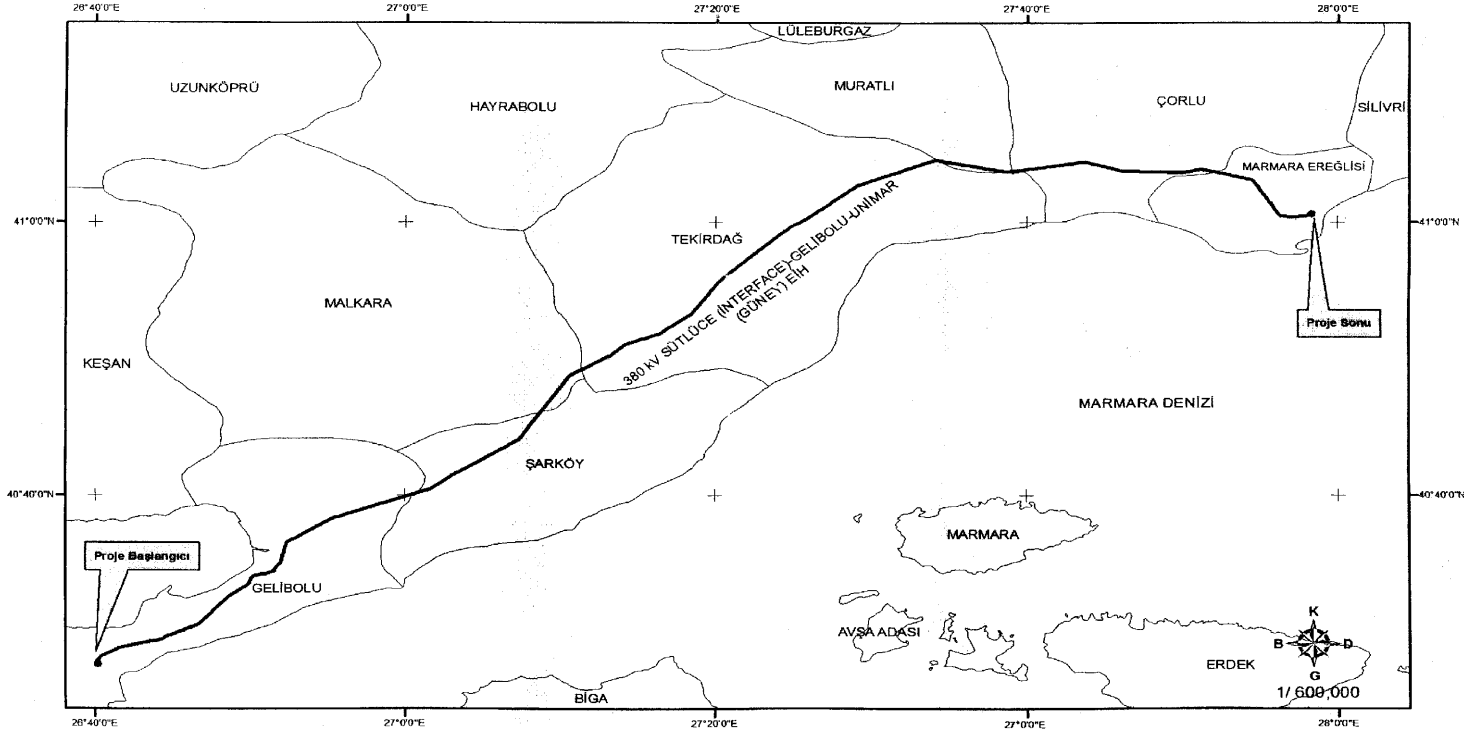 26°40'0"E 27°0'0"E 27°20'0"E 27°40'0"E 28°0'0"E
LÜLEBURGAZ
UZUNKÖPRÜ
MURATLI
HAYRABOLU
ÇORLU
SİLİVRİ
MARMARA EREĞLİSİ
41°0'0"N 41°0'0"N
TEKİRDAĞ
380 kV SÜTLÜCE (İNTERFACE)-GELİBOLU-UNİMAR
(GÜNEY) EİH
MALKARA
Proje Sonu
KEŞAN
MARMARA DENİZİ
ŞARKÖY
40°40'0"N 40°40'0"N
MARMARA
Proje Başlangıcı
GELİBOLU
K
AVŞA ADASI
B D
ERDEK
G
1/ 600,000
BİGA
26°40'0"E 27°0'0"E 27°20'0"E 27°0'0"E 28°0'0"E